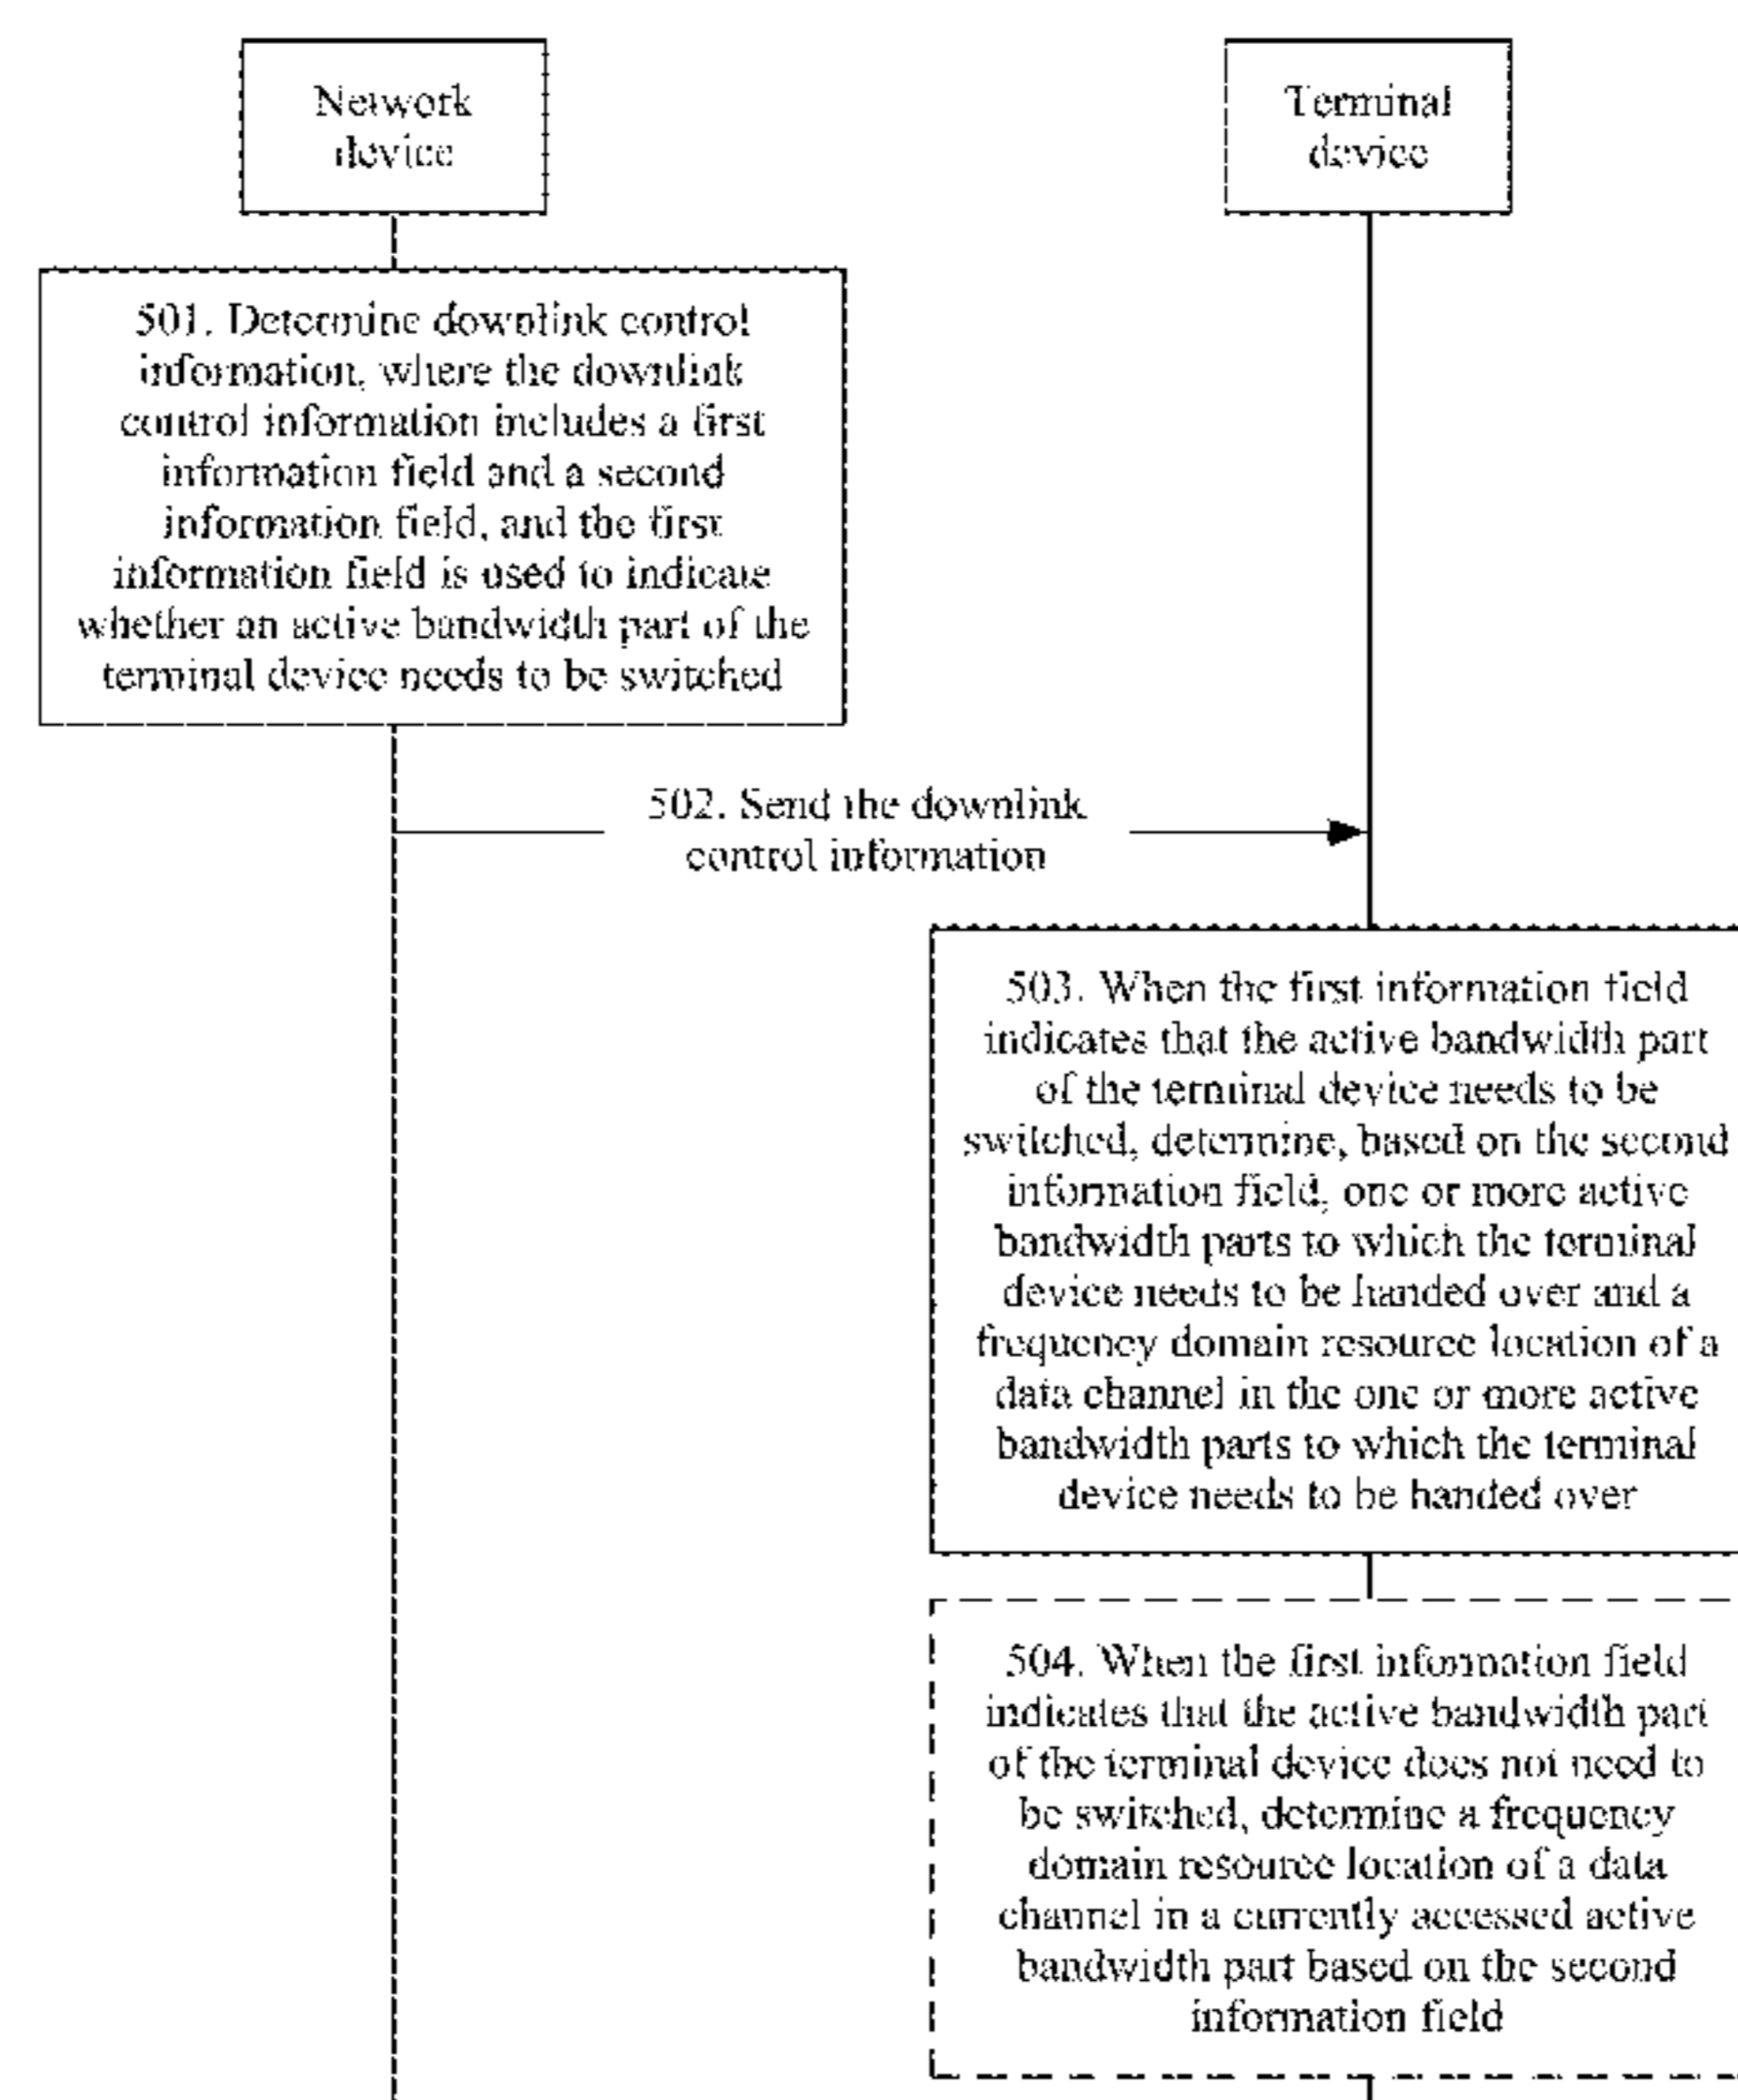 Network
device
Terminal
device
501. Determine downlink control
information, where the downlink
control information includes a first
information field and a second
information field, and the first
information field is used to indicate
whether an active bandwidth part of the
terminal device needs to be switched
502. Send the downlink
control information
503. When the first information field
indicates that the active bandwidth part
of the terminal device needs to be
switched, determine, based on the second
information field, one or more active
bandwidth parts to which the terminal
device needs to be handed over and a
frequency domain resource location of a
data channel in the one or more active
bandwidth parts to which the terminal
device needs to be handed over
504. When the first information field
indicates that the active bandwidth part
of the terminal device does not need to
be switched, determine a frequency
domain resource location of a data
channel in a currently accessed active
bandwidth part based on the second
information field